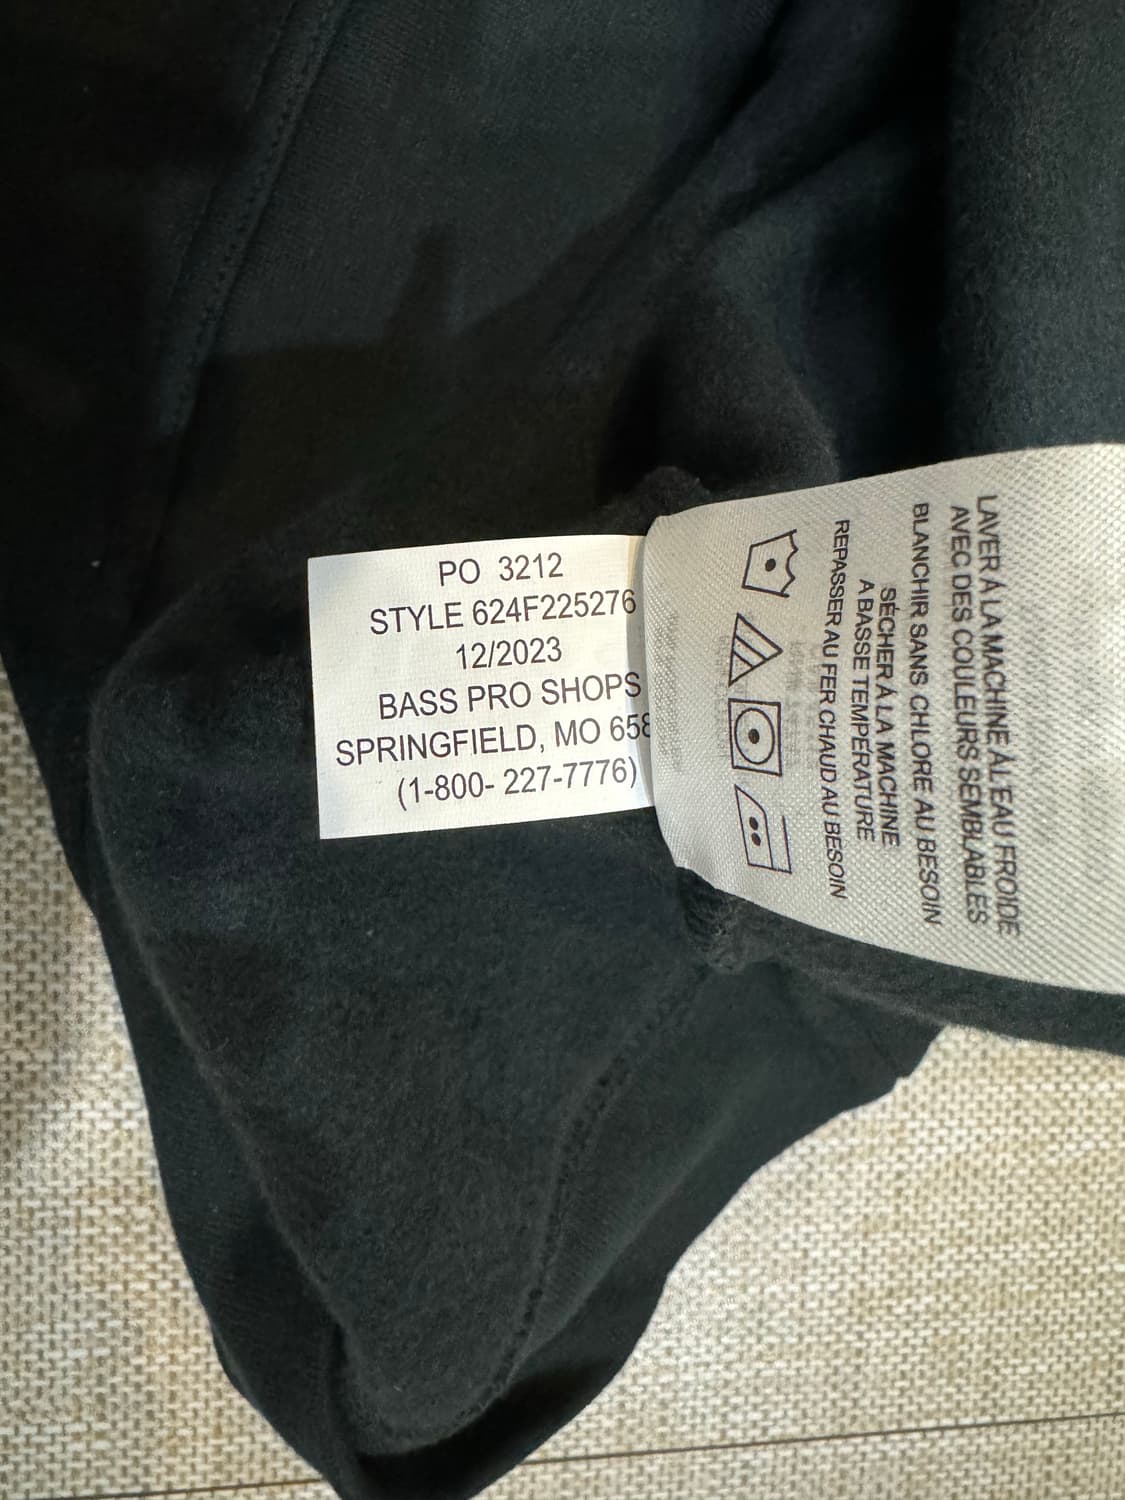 PO 3212
STYLE 624F225276
12/2023
BASS PRO SHOPS
SPRINGFIELD, MO
(1-800- 227-7776)
LAVER À LA MACHINE À L'EAU FROIDE
AVEC DES COULEURS SEMBLABLES
BLANCHIR SANS CHLORE AU BESOIN
SÉCHER À LA MACHINE
A BASSE TEMPÉRATURE
REPASSER AU FER CHAUD AU BESOIN